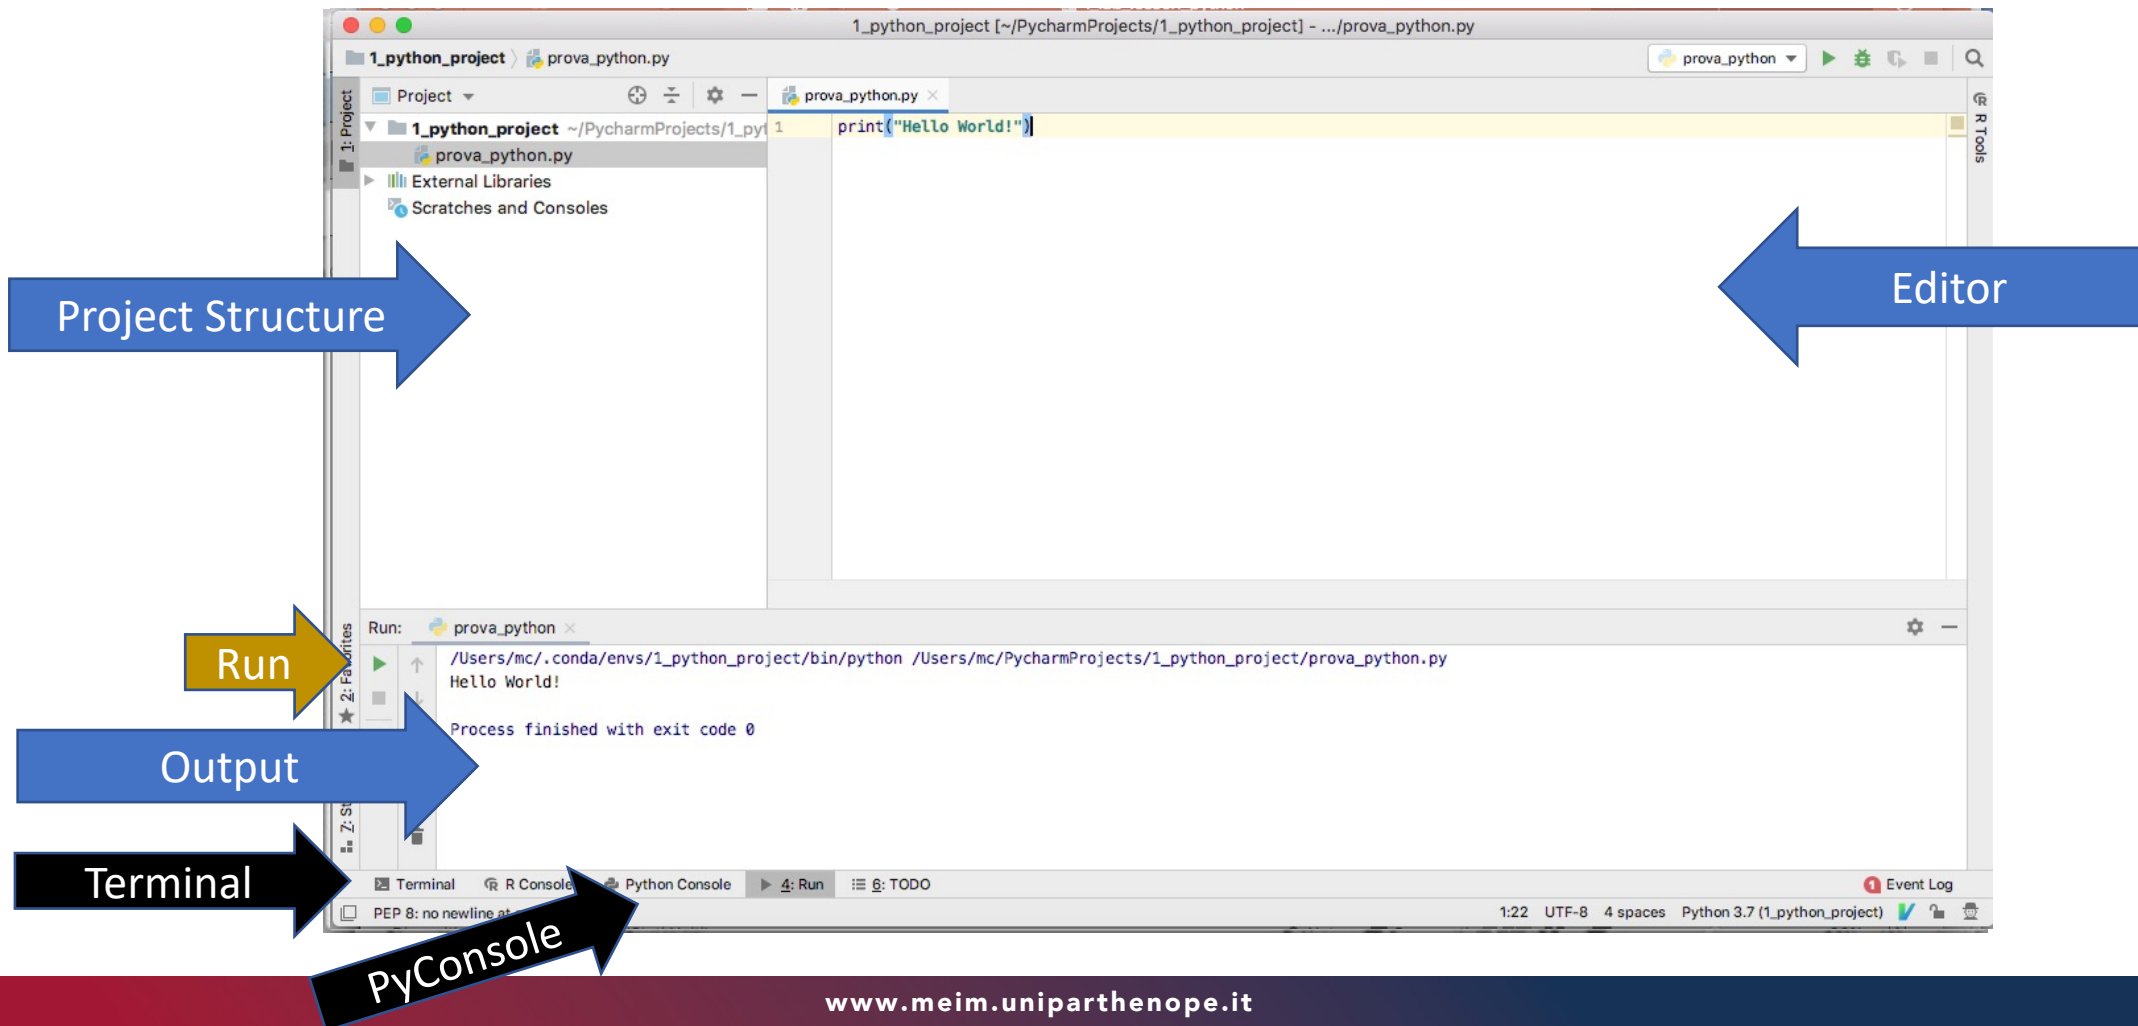 1_python_project [~/PycharmProjects/1_python_project] - .../prova_python.py
1_python_project prova_python.py
prova_python
1: Project
Project
prova_python.py
R Tools
1_python_project ~/PycharmProjects/1_pyt
prova_python.py
External Libraries
Scratches and Consoles
1 print("Hello World!")
Project Structure
Editor
2: Favorites
Run: prova_python
Run
/Users/mc/.conda/envs/1_python_project/bin/python /Users/mc/PycharmProjects/1_python_project/prova_python.py
Hello World!
Process finished with exit code 0
Output
Z: St
Terminal
Terminal R Console Python Console 4: Run 6: TODO
1 Event Log
PEP 8: no newline at
1:22 UTF-8 4 spaces Python 3.7 (1_python_project)
PyConsole
www.meim.uniparthenope.it